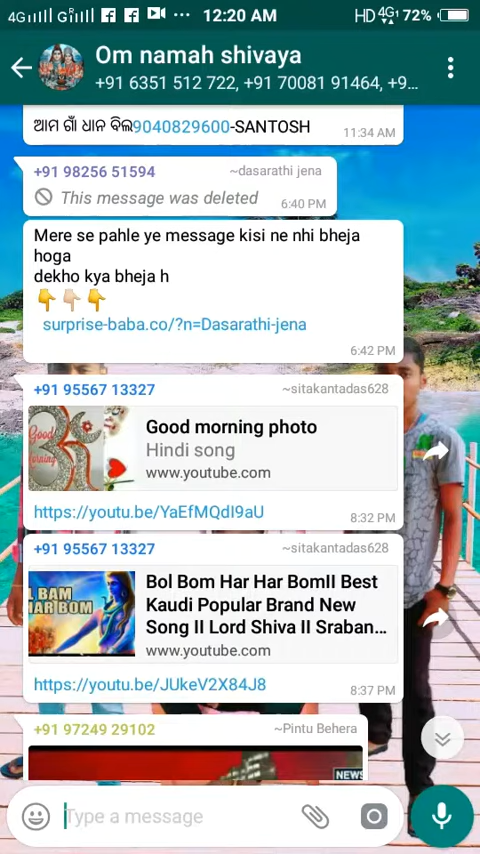 4G 12:20 AM HD 4G 72%
Om namah shivaya
+91 6351 512 722, +91 70081 91464, +9...
ଆମ ଗାଁ ଧାନ ବିଲ9040829600-SANTOSH
11:34 AM
+91 98256 51594 ~dasarathi jena
This message was deleted 6:40 PM
Mere se pahle ye message kisi ne nhi bheja
hoga
dekho kya bheja h
👇👇🏻👇
surprise-baba.co/?n=Dasarathi-jena
6:42 PM
+91 95567 13327 ~sitakantadas628
Good
morning
Good morning photo
Hindi song
www.youtube.com
https://youtu.be/YaEfMQdI9aU
8:32 PM
+91 95567 13327 ~sitakantadas628
L BAM
HAR BOM
Bol Bom Har Har BomII Best
Kaudi Popular Brand New
Song II Lord Shiva II Sraban...
www.youtube.com
https://youtu.be/JUkeV2X84J8
8:37 PM
+91 97249 29102 ~Pintu Behera
NEWS
Type a message